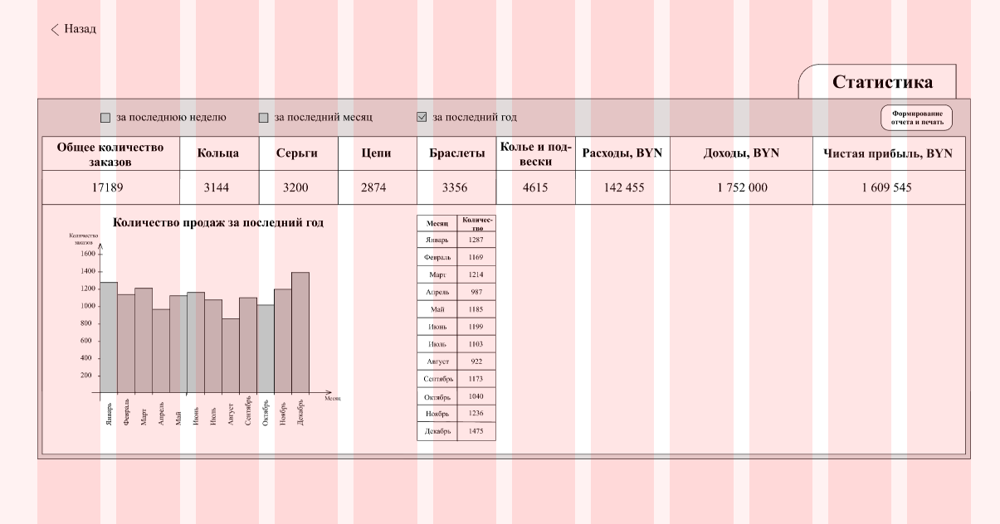 Назад
Статистика
за последнюю неделю
за последний месяц
за последний год
Формирование
отчета и печать
Общее количество
заказов
Кольца
Серьги
Цепи
Браслеты
Колье и под-
вески
Расходы, BYN
Доходы, BYN
Чистая прибыль, BYN
17189
3144
3200
2874
3356
4615
142 455
1 752 000
1 609 545
Количество продаж за последний год
Количество
заказов
1600
1400
1200
1000
800
600
400
200
Месяц
Январь
Февраль
Март
Апрель
Май
Июнь
Июль
Август
Сентябрь
Октябрь
Ноябрь
Декабрь
Месяц
Количес-
тво
Январь 1287
Февраль 1169
Март 1214
Апрель 987
Май 1185
Июнь 1199
Июль 1103
Август 922
Сентябрь 1173
Октябрь 1040
Ноябрь 1236
Декабрь 1475